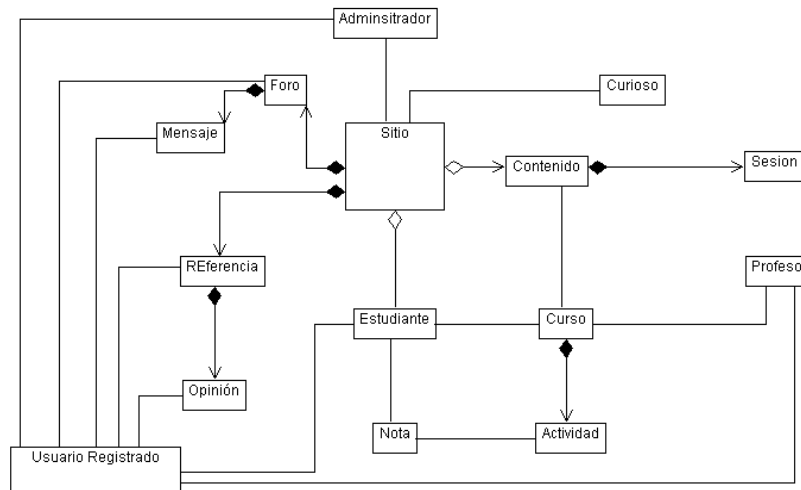 Adminsitrador
Foro
Curioso
Mensaje
Sitio
Contenido
Sesion
REferencia
Profeso
Estudiante
Curso
Opinión
Nota
Actividad
Usuario Registrado